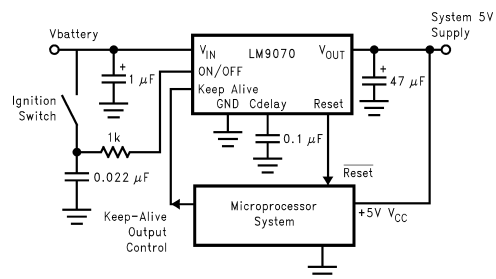 System 5V
Supply
Vbattery
VIN LM9070 VOUT
ON/OFF
Keep Alive
GND Cdelay Reset
+
1 μF
+
47 μF
Ignition
Switch
1k
0.1 μF
0.022 μF
Reset
Keep-Alive
Output
Control
Microprocessor
System
+5V VCC